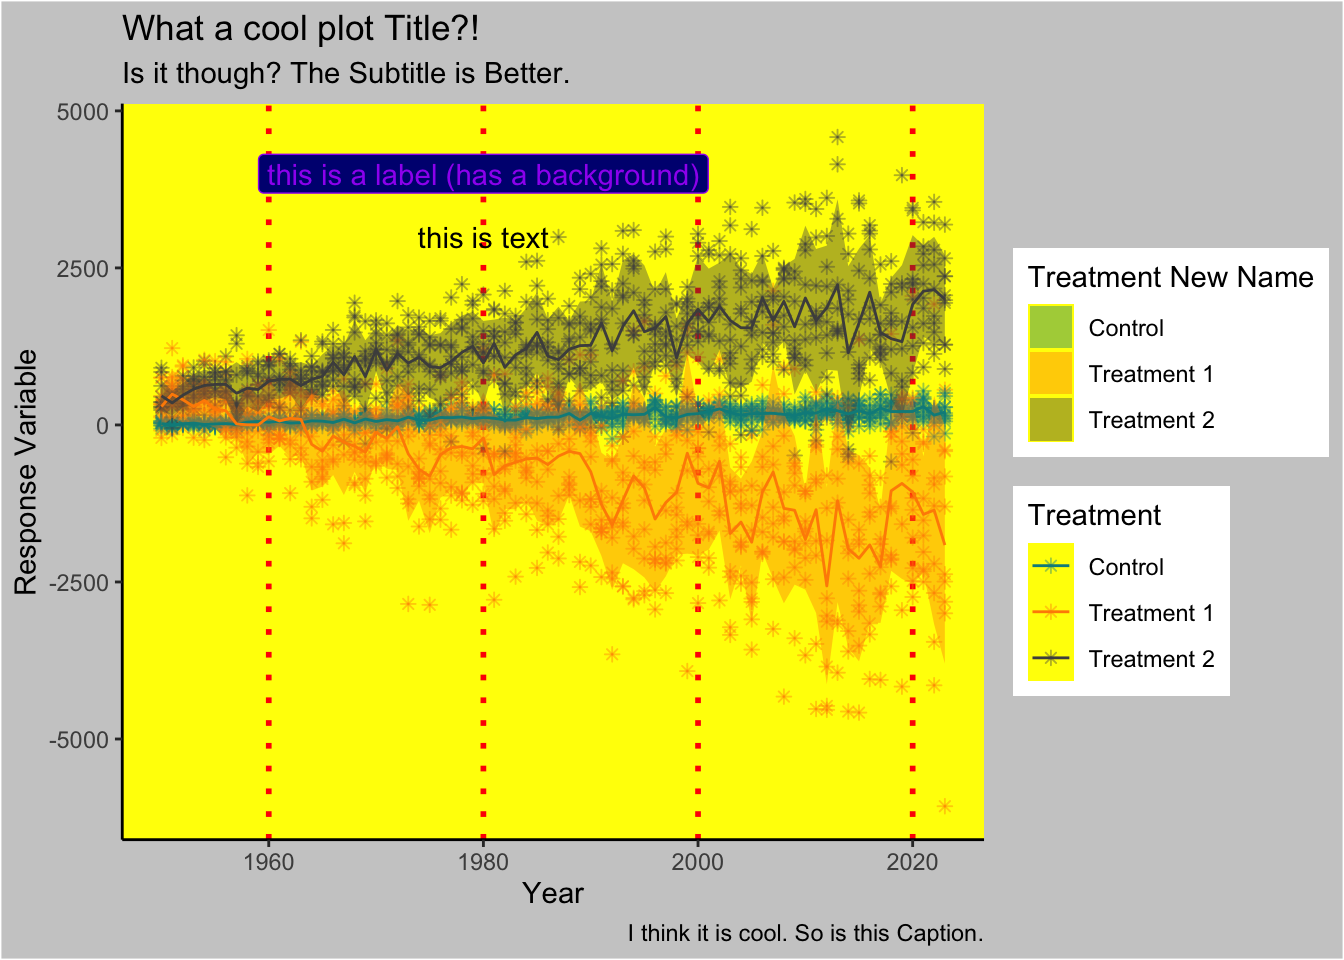 What a cool plot Title?!
Is it though? The Subtitle is Better.
5000
2500
0
-2500
-5000
Response Variable
this is a label (has a background)
this is text
1960
1980
2000
2020
Year
I think it is cool. So is this Caption.
Treatment New Name
Control
Treatment 1
Treatment 2
Treatment
Control
Treatment 1
Treatment 2